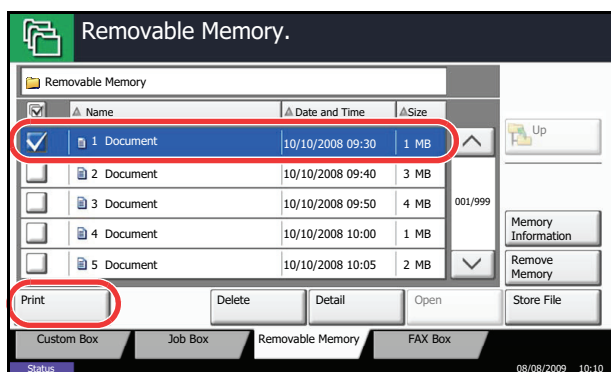 Removable Memory.
Removable Memory
Name Date and Time Size
1 Document 10/10/2008 09:30 1 MB
Up
2 Document 10/10/2008 09:40 3 MB
3 Document 10/10/2008 09:50 4 MB
001/999
4 Document 10/10/2008 10:00 1 MB
Memory
Information
5 Document 10/10/2008 10:05 2 MB
Remove
Memory
Print Delete Detail Open Store File
Custom Box Job Box Removable Memory FAX Box
Status 08/08/2009 10:10